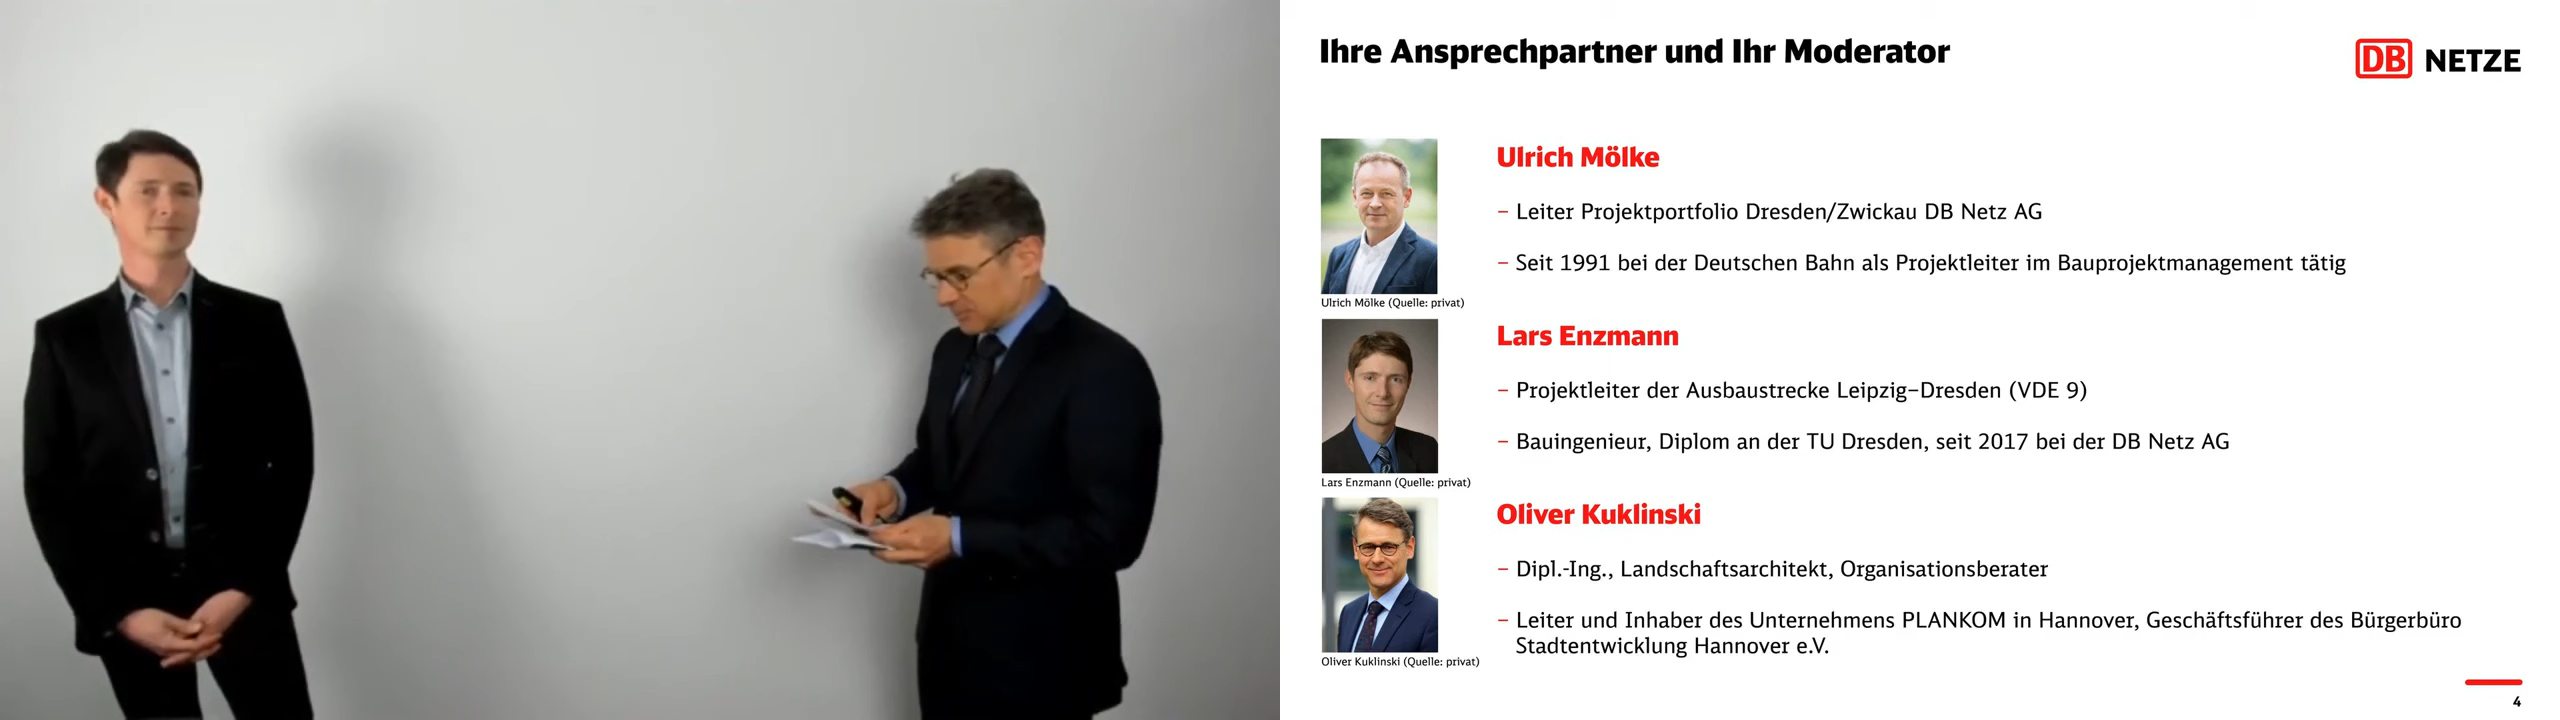 Ihre Ansprechpartner und Ihr Moderator
DB NETZE
Ulrich Mölke
– Leiter Projektportfolio Dresden/Zwickau DB Netz AG
– Seit 1991 bei der Deutschen Bahn als Projektleiter im Bauprojektmanagement tätig
Ulrich Mölke (Quelle: privat)
Lars Enzmann
– Projektleiter der Ausbaustrecke Leipzig–Dresden (VDE 9)
– Bauingenieur, Diplom an der TU Dresden, seit 2017 bei der DB Netz AG
Lars Enzmann (Quelle: privat)
Oliver Kuklinski
– Dipl.-Ing., Landschaftsarchitekt, Organisationsberater
– Leiter und Inhaber des Unternehmens PLANKOM in Hannover, Geschäftsführer des Bürgerbüro
Stadtentwicklung Hannover e.V.
Oliver Kuklinski (Quelle: privat)
4